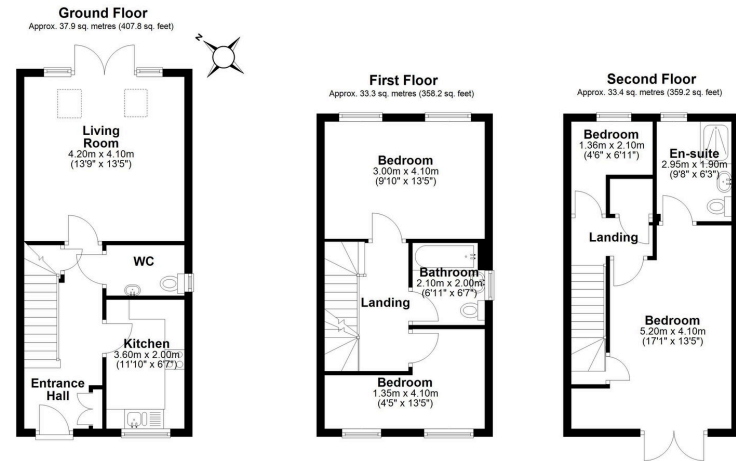 Ground Floor
Approx. 37.9 sq. metres (407.8 sq. feet)
N
Living
Room
4.20m x 4.10m
(13'9" x 13'5")
WC
Kitchen
3.60m x 2.00m
(11'10" x 6'7")
Entrance
Hall
First Floor
Approx. 33.3 sq. metres (358.2 sq. feet)
Bedroom
3.00m x 4.10m
(9'10" x 13'5")
Bathroom
2.10m x 2.00m
(6'11" x 6'7")
Landing
Bedroom
1.35m x 4.10m
(4'5" x 13'5")
Second Floor
Approx. 33.4 sq. metres (359.2 sq. feet)
Bedroom
1.36m x 2.10m
(4'6" x 6'11")
En-suite
2.95m x 1.90m
(9'8" x 6'3")
Landing
Bedroom
5.20m x 4.10m
(17'1" x 13'5")